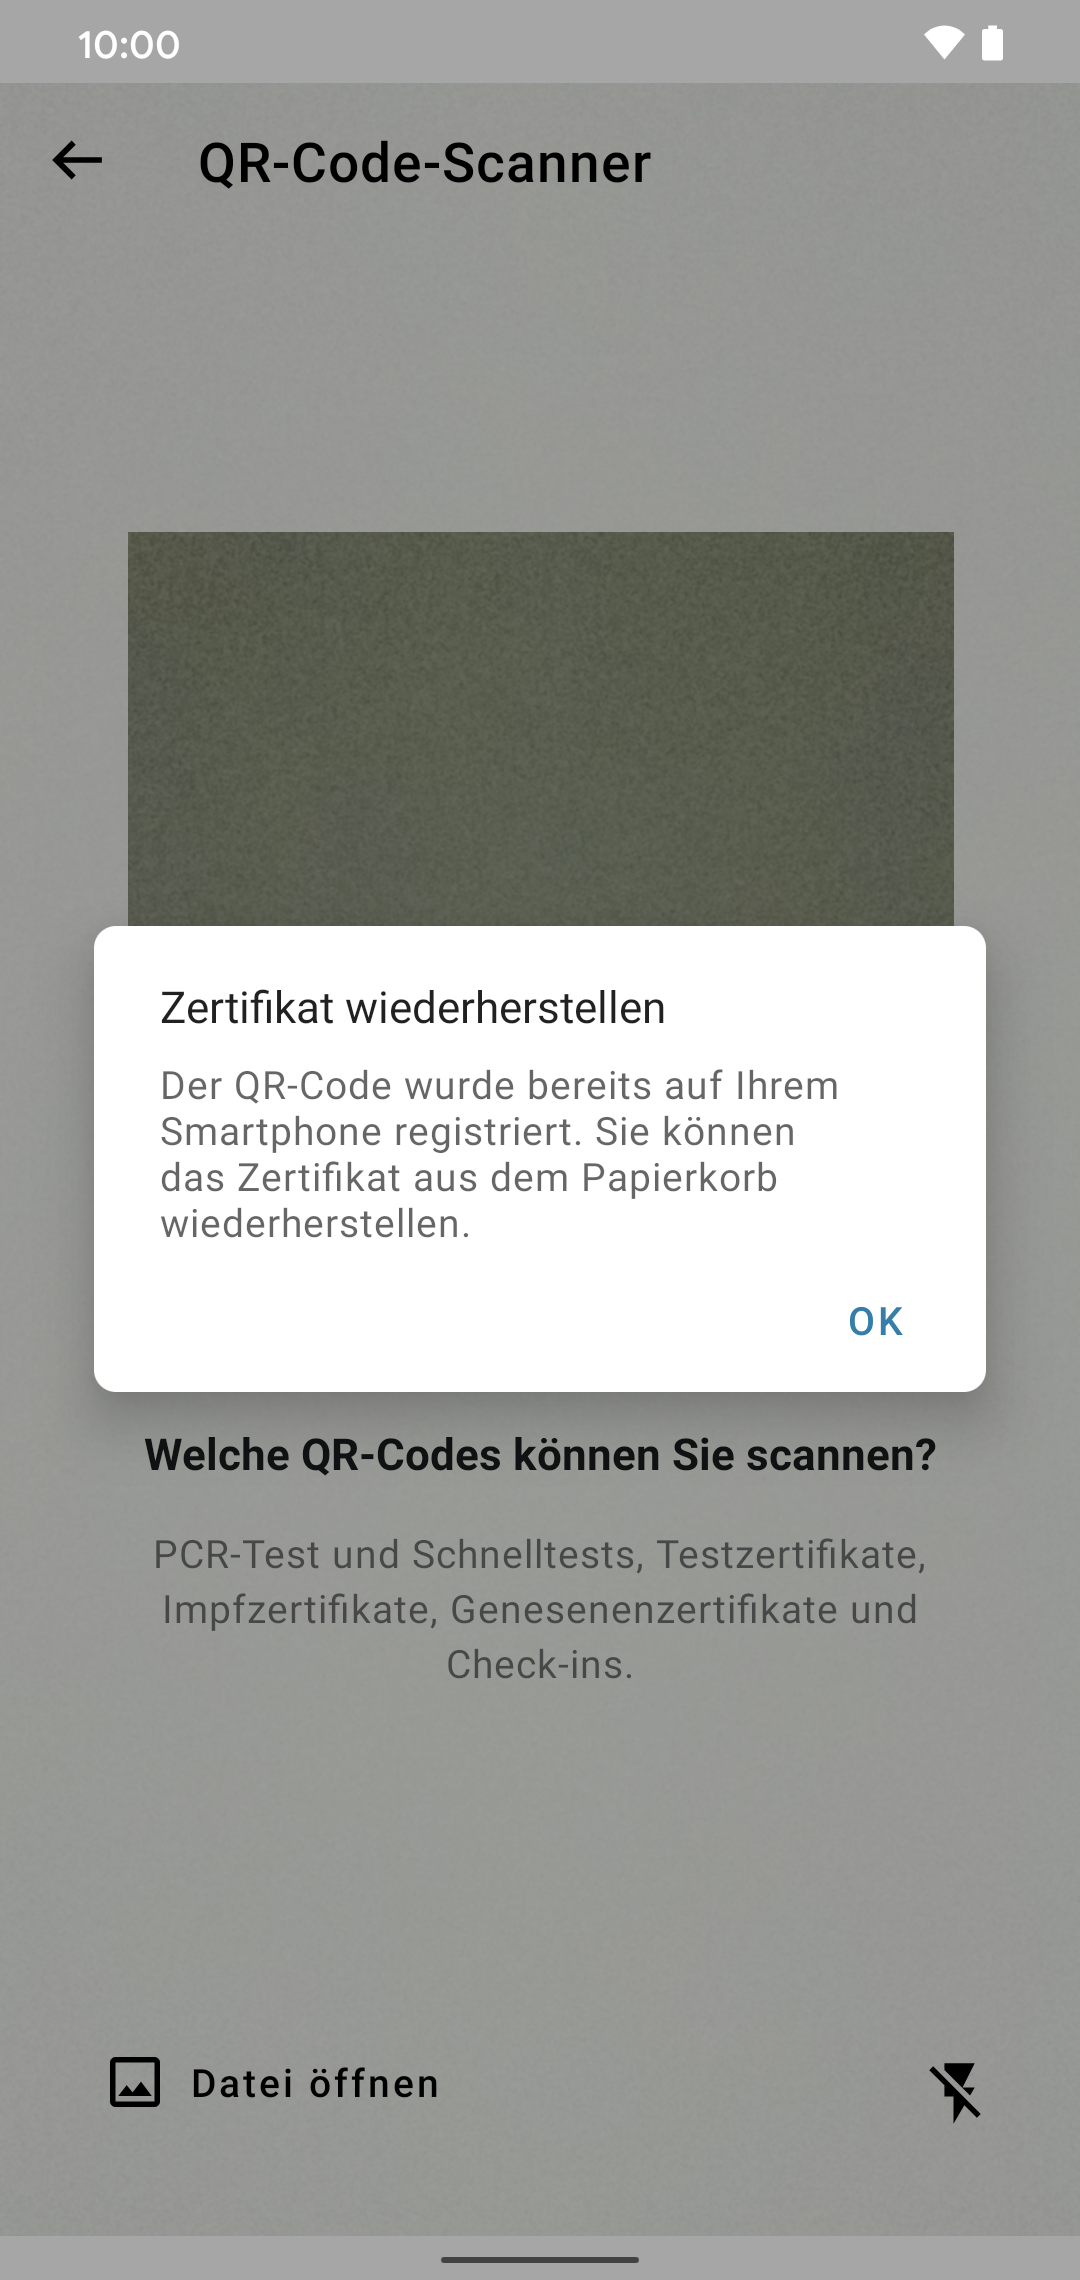 10:00
QR-Code-Scanner
Zertifikat wiederherstellen
Der QR-Code wurde bereits auf Ihrem
Smartphone registriert. Sie können
das Zertifikat aus dem Papierkorb
wiederherstellen.
OK
Welche QR-Codes können Sie scannen?
PCR-Test und Schnelltests, Testzertifikate,
Impfzertifikate, Genesenenzertifikate und
Check-ins.
Datei öffnen